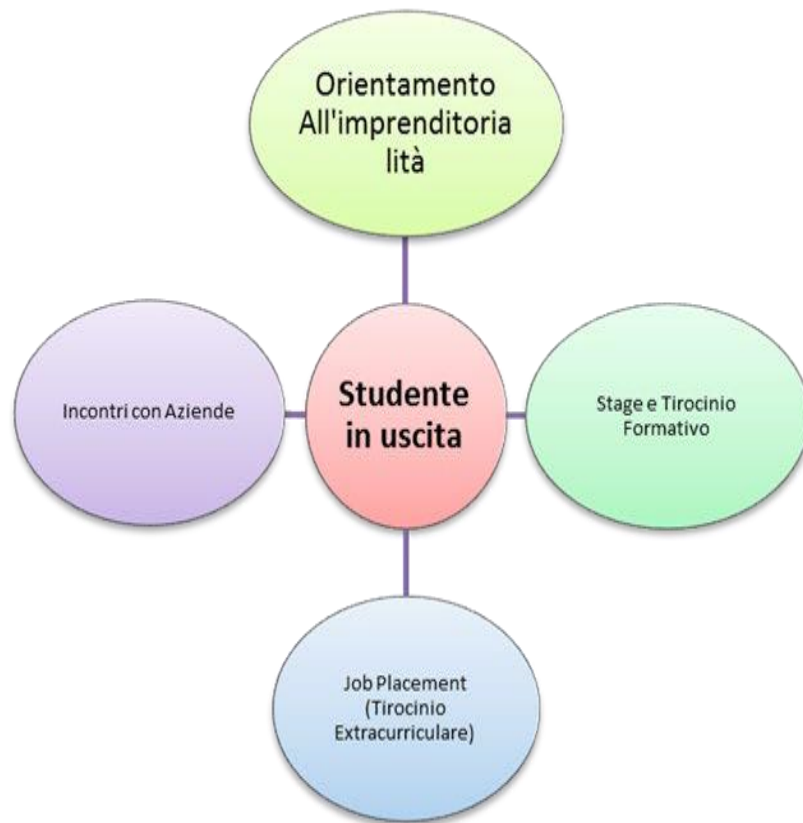 Orientamento
All'imprenditoria
lità
Incontri con Aziende
Studente
in uscita
Stage e Tirocinio
Formativo
Job Placement
(Tirocinio
Extracurriculare)